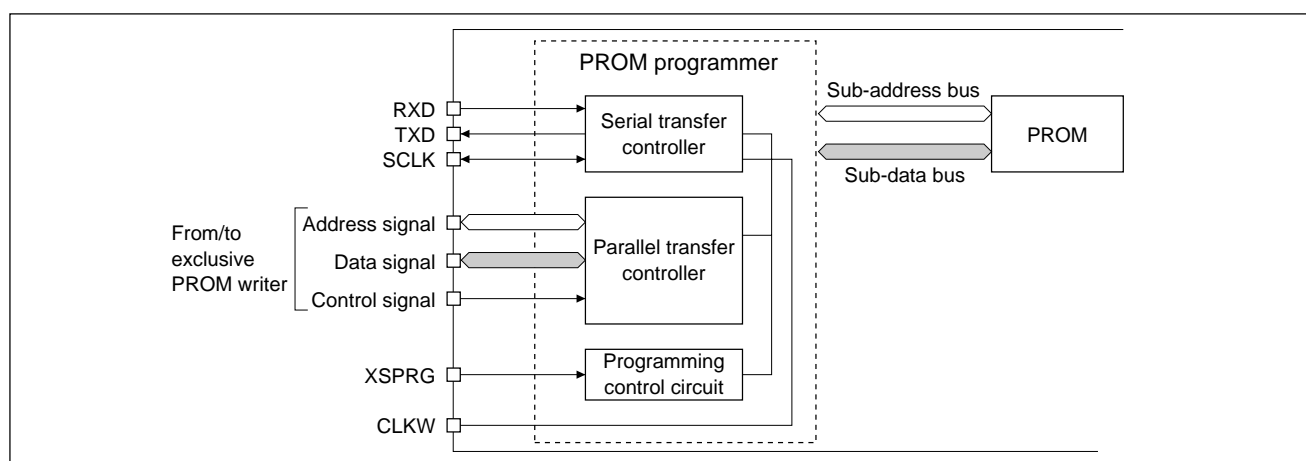 PROM programmer
RXD
TXD
SCLK
Serial transfer
controller
Sub-address bus
PROM
Sub-data bus
From/to
exclusive
PROM writer
Address signal
Data signal
Control signal
Parallel transfer
controller
XSPRG
Programming
control circuit
CLKW